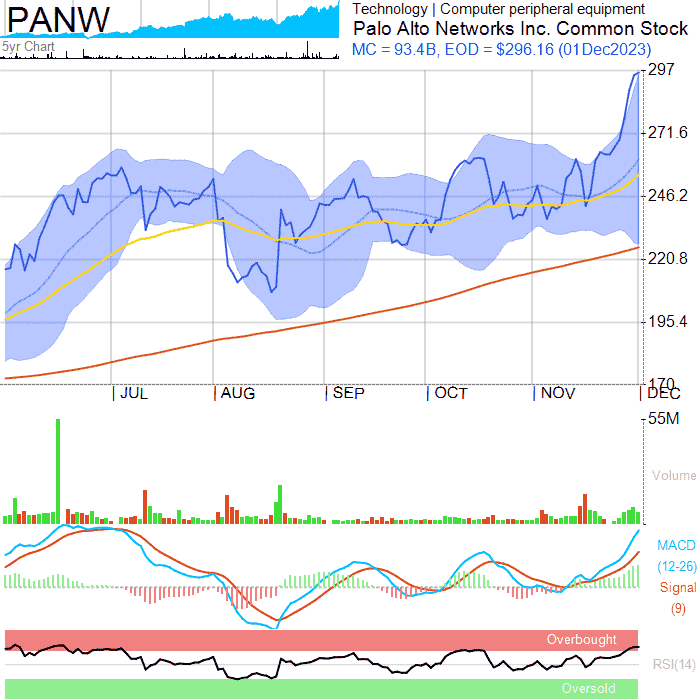 PANW
5yr Chart
Technology | Computer peripheral equipment
Palo Alto Networks Inc. Common Stock
MC = 93.4B, EOD = $296.16 (01Dec2023)
297
271.6
246.2
220.8
195.4
170
JUL AUG SEP OCT NOV DEC
55M
Volume
MACD
(12-26)
Signal
(9)
Overbought
RSI(14)
Oversold